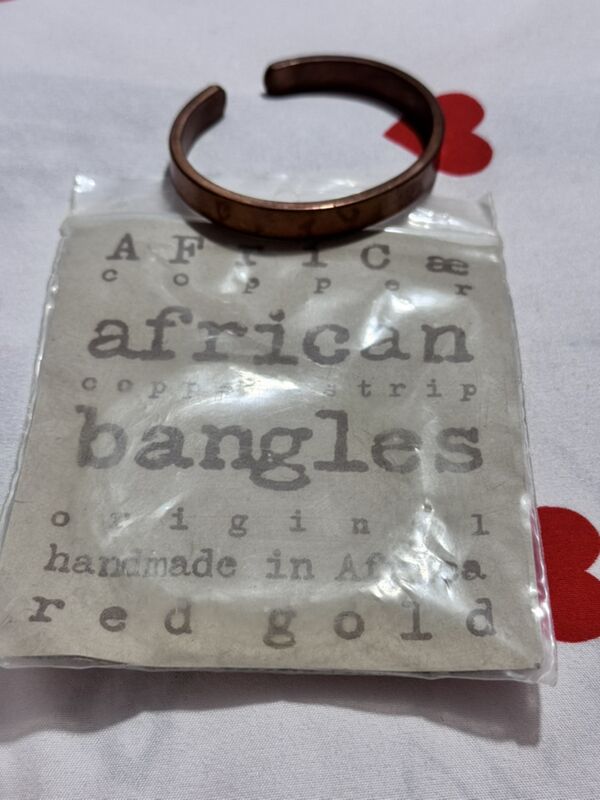 AFricæ
copper
african
copper strip
bangles
original
handmade in Africa
red gold